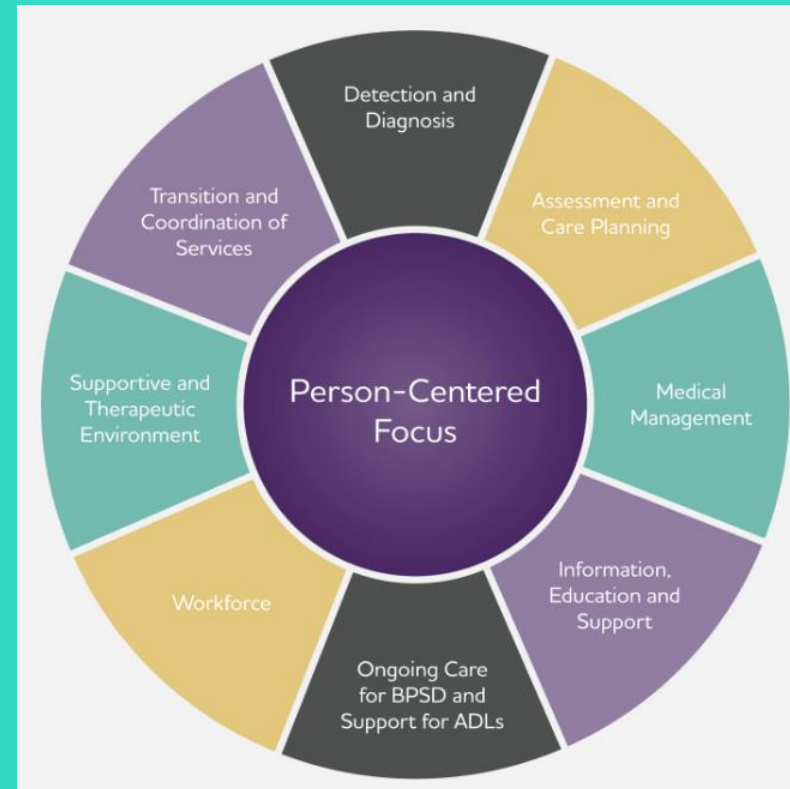 Detection and
Diagnosis
Assessment and
Care Planning
Medical
Management
Information,
Education and
Support
Ongoing Care
for BPSD and
Support for ADLs
Workforce
Supportive and
Therapeutic
Environment
Transition and
Coordination of
Services
Person-Centered
Focus